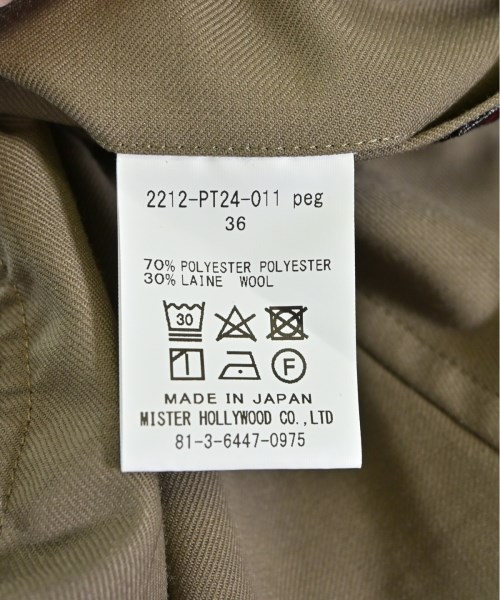 2212-PT24-011 peg
36
70% POLYESTER POLYESTER
30% LAINE WOOL
30
F
MADE IN JAPAN
MISTER HOLLYWOOD CO.,LTD
81-3-6447-0975